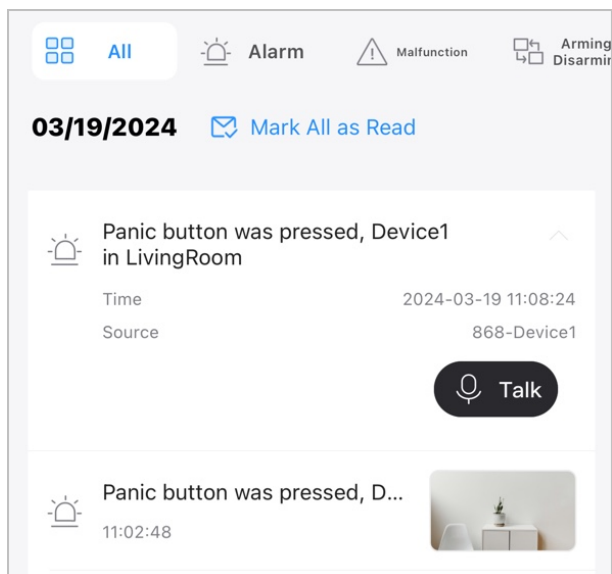 All
Alarm
Malfunction
Arming
Disarmin
03/19/2024
Mark All as Read
Panic button was pressed, Device1
in LivingRoom
Time 2024-03-19 11:08:24
Source 868-Device1
Talk
Panic button was pressed, D...
11:02:48